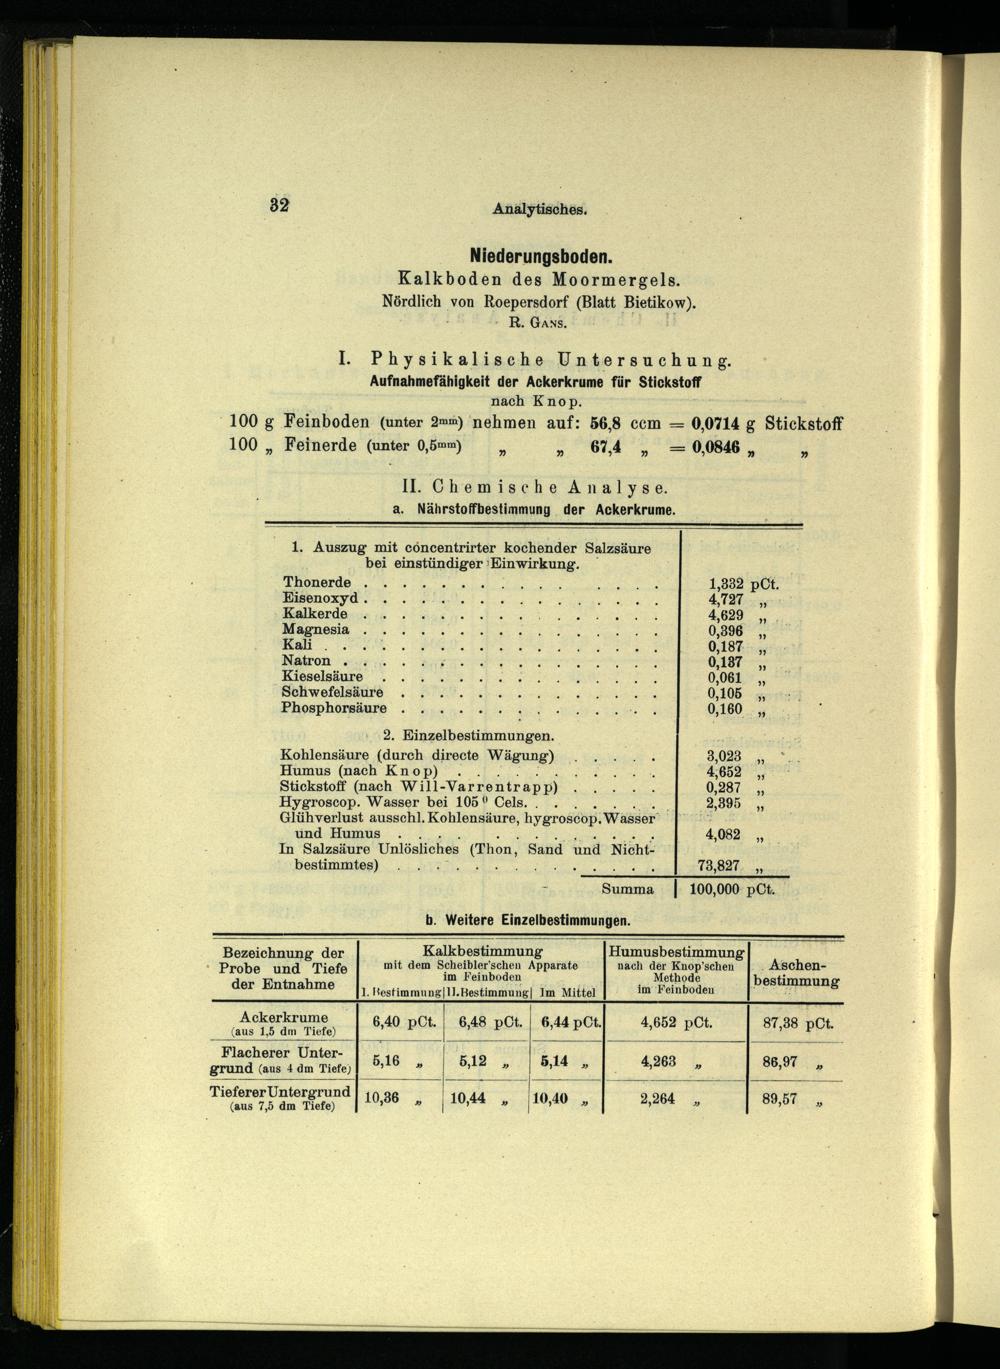 32
Analytisches.
Niederungsboden.
Kalkboden des Moormergels.
Nördlich von Roepersdorf (Blatt Bietikow).
R. Gans.
I. Physikalische Untersuchung.
Aufnahmefähigkeit der Ackerkrume für Stickstoff
nach Knop.
100 g Feinboden (unter 2mm) nehmen auf: 56,8 ccm = 0,0714 g Stickstoff
100 „ Feinerde (unter 0,5mm) „ „ 67,4 „ = 0,0846 „ „
II. Chemische Analyse.
a. Nährstoffbestimmung der Ackerkrume.
1. Auszug mit concentrirter kochender Salzsäure
bei einstündiger Einwirkung.
Thonerde . . . . . . . . . . . . . . . 1,332 pCt.
Eisenoxyd . . . . . . . . . . . . . . . 4,727 „
Kalkerde . . . . . . . . . . . . . . . 4,629 „
Magnesia . . . . . . . . . . . . . . . 0,396 „
Kali . . . . . . . . . . . . . . . . . 0,187 „
Natron . . . . . . . . . . . . . . . . 0,137 „
Kieselsäure . . . . . . . . . . . . . . 0,061 „
Schwefelsäure . . . . . . . . . . . . . 0,105 „
Phosphorsäure . . . . . . . . . . . . . 0,160 „
2. Einzelbestimmungen.
Kohlensäure (durch directe Wägung) . . . . . 3,023 „
Humus (nach Knop) . . . . . . . . . . . 4,652 „
Stickstoff (nach Will-Varrentrapp) . . . . . 0,287 „
Hygroscop. Wasser bei 105⁰ Cels. . . . . . . . 2,395 „
Glühverlust ausschl. Kohlensäure, hygroscop. Wasser
und Humus . . . . . . . . . . . . . . 4,082 „
In Salzsäure Unlösliches (Thon, Sand und Nicht-
bestimmtes) . . . . . . . . . . . . . . 73,827 „
Summa 100,000 pCt.
b. Weitere Einzelbestimmungen.
Bezeichnung der
Probe und Tiefe
der Entnahme
Kalkbestimmung
mit dem Scheibler'schen Apparate
im Feinboden
I. Bestimmung II. Bestimmung Im Mittel
Humusbestimmung
nach der Knop'schen
Methode
im Feinboden
Aschen-
bestimmung
Ackerkrume
(aus 1,5 dm Tiefe)
6,40 pCt. 6,48 pCt. 6,44 pCt. 4,652 pCt. 87,38 pCt.
Flacherer Unter-
grund (aus 4 dm Tiefe)
5,16 „ 5,12 „ 5,14 „ 4,263 „ 86,97 „
Tieferer Untergrund
(aus 7,5 dm Tiefe)
10,36 „ 10,44 „ 10,40 „ 2,264 „ 89,57 „